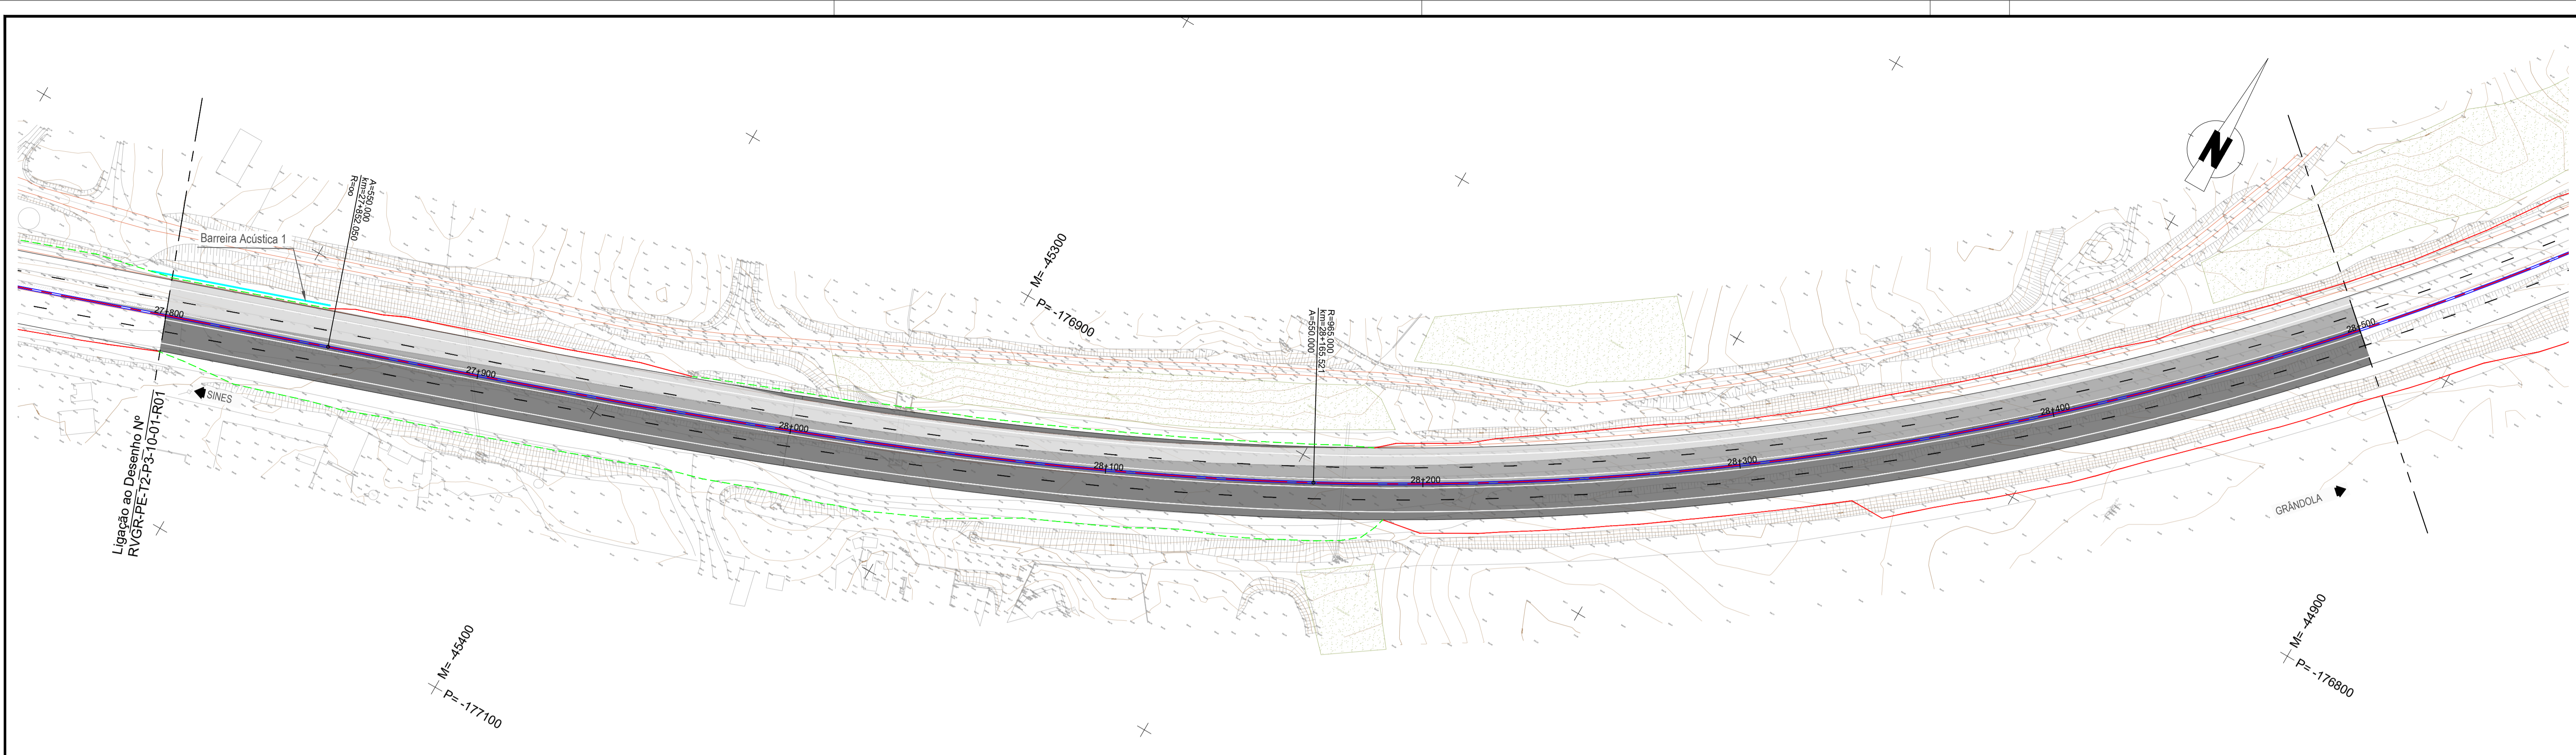 A=550.000
km=27+852.050
R=∞
Barreira Acústica 1
27+800
SINES
Ligação ao Desenho Nº
RVGR-PE-T2-P3-10-01-R01
27+900
28+000
M= -45300
P= -176900
28+100
R=965.000
km=28+165.521
A=550.000
28+200
28+300
28+400
28+500
N
GRÂNDOLA
M= -45400
P= -177100
M= -44900
P= -176800